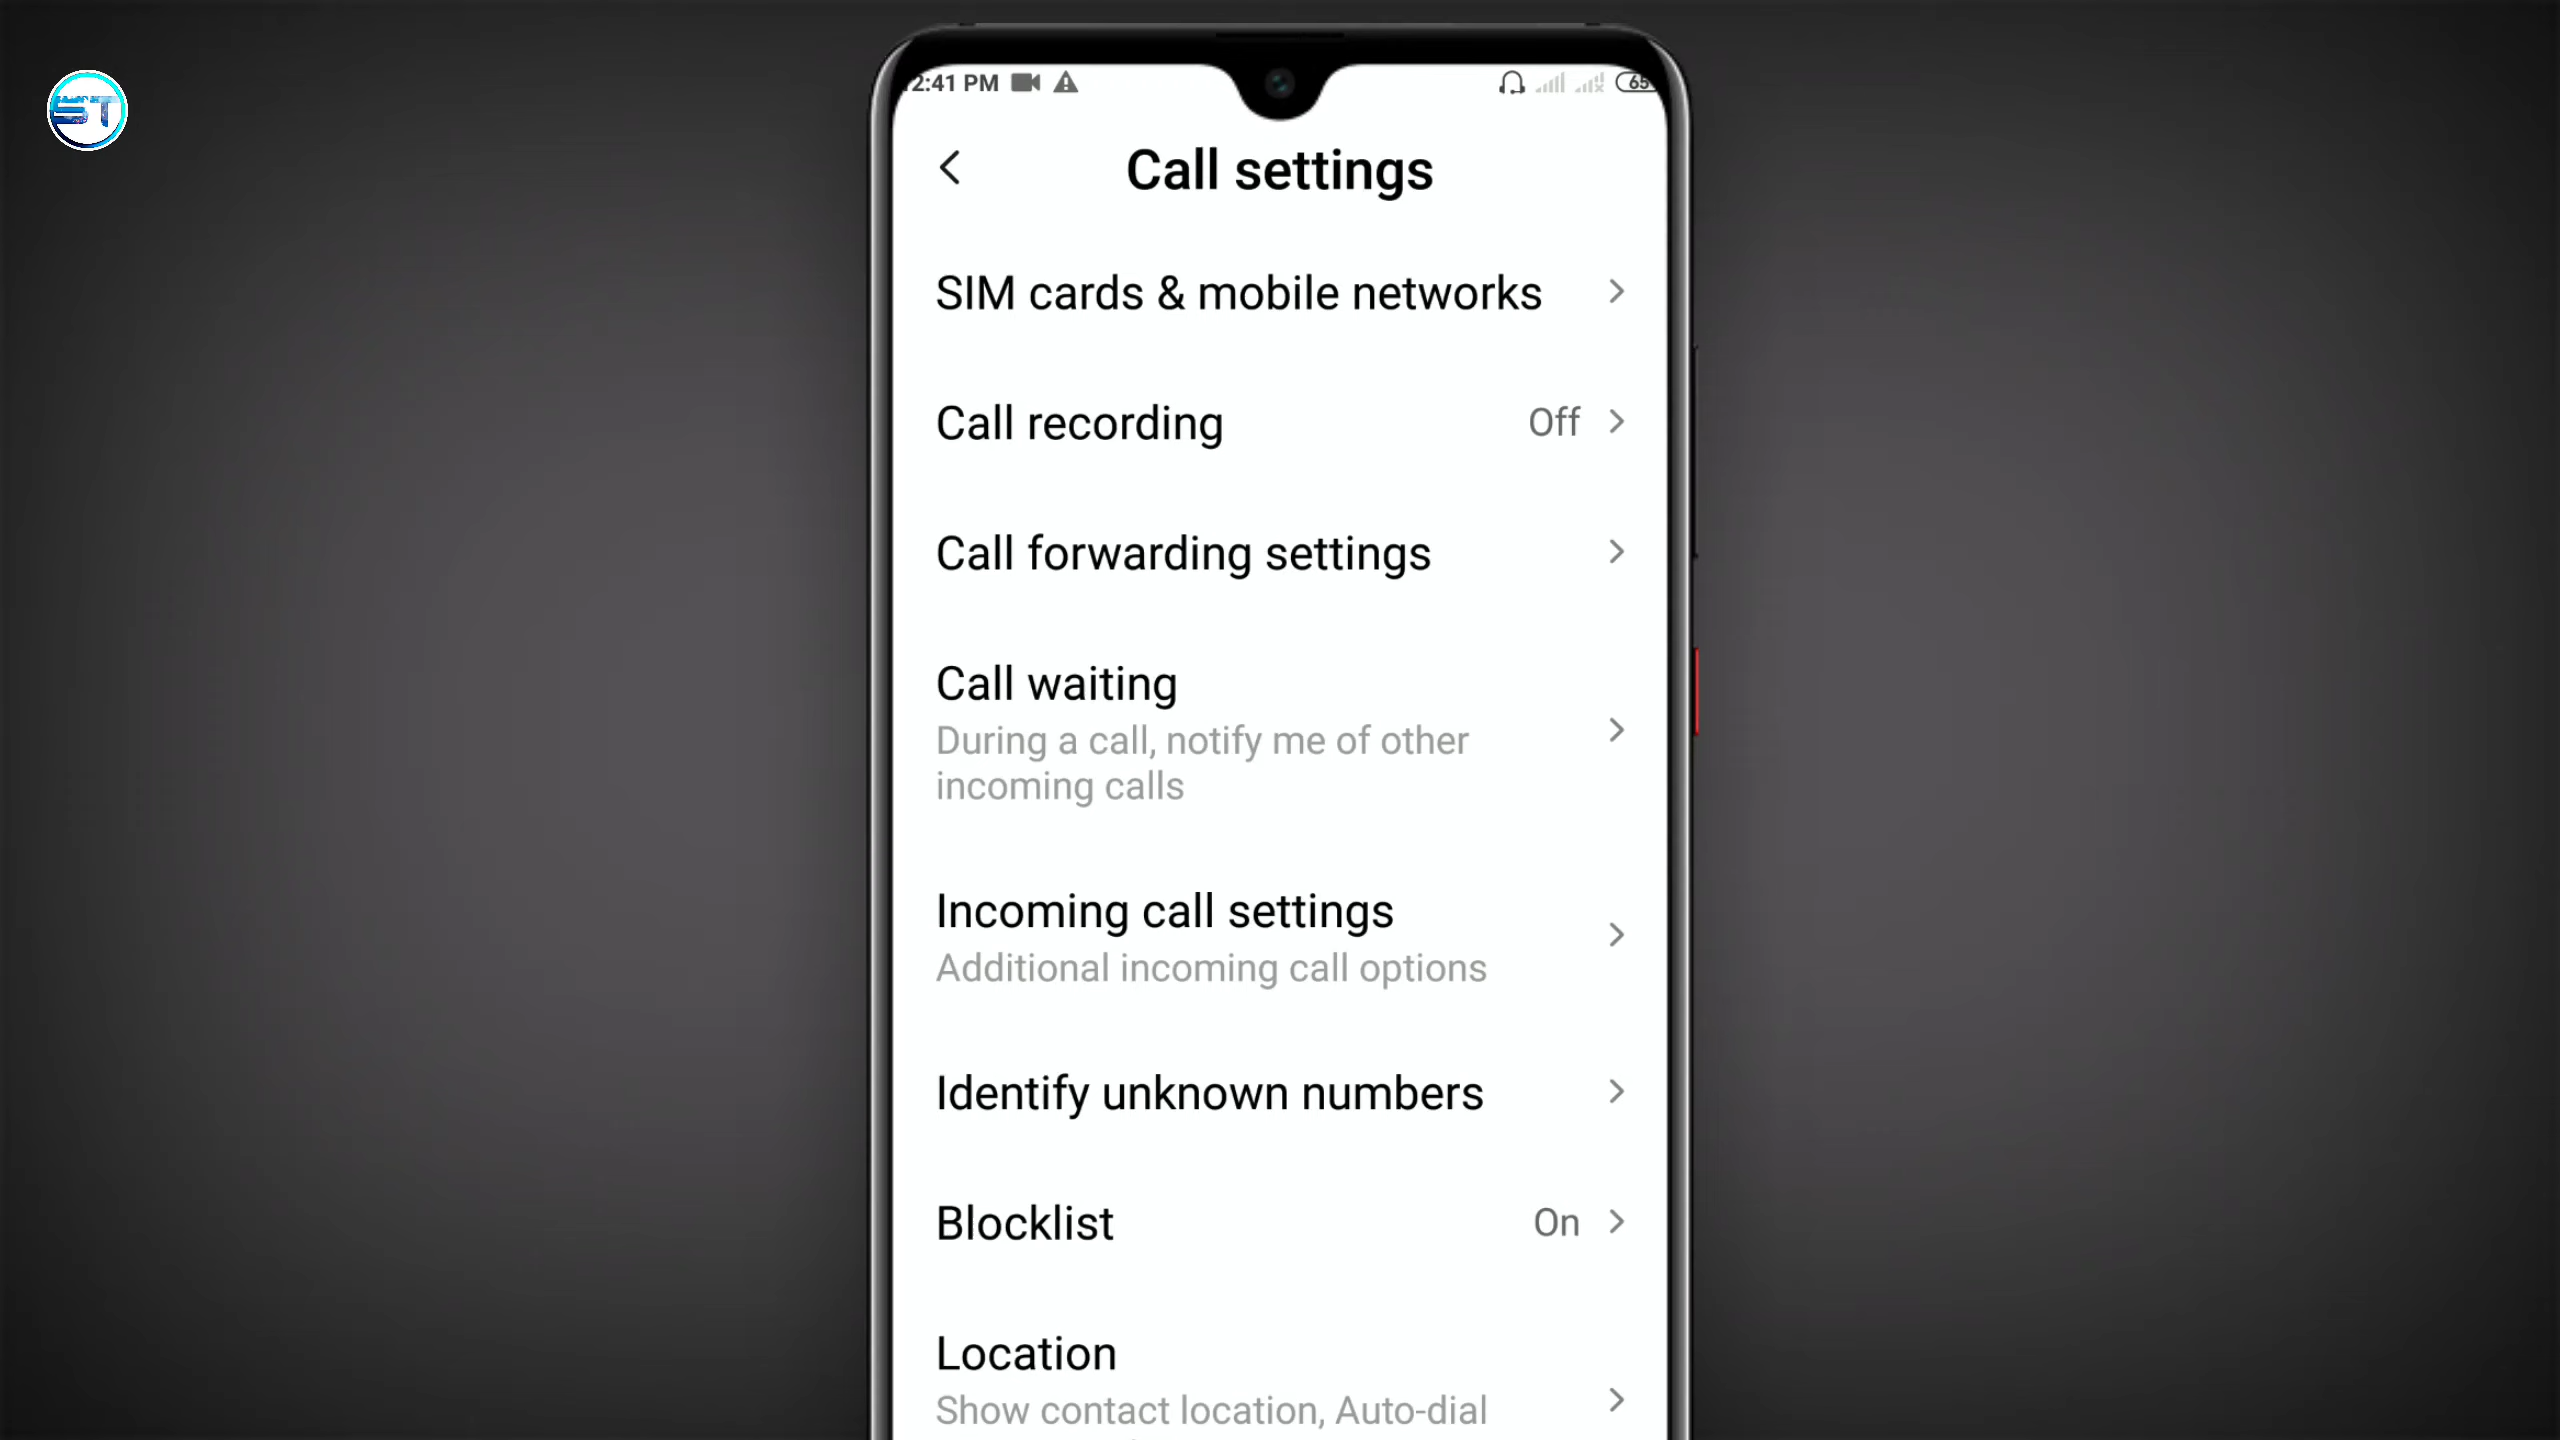 ST
2:41 PM
65
Call settings
SIM cards & mobile networks
Call recording Off
Call forwarding settings
Call waiting
During a call, notify me of other
incoming calls
Incoming call settings
Additional incoming call options
Identify unknown numbers
Blocklist On
Location
Show contact location, Auto-dial